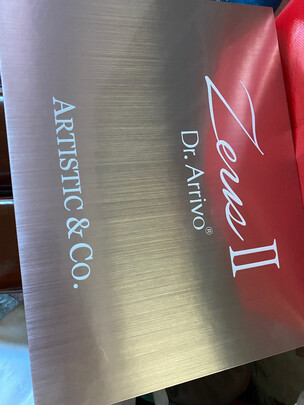 Zeus II
Dr. Arrivo®
ARTISTIC & CO.